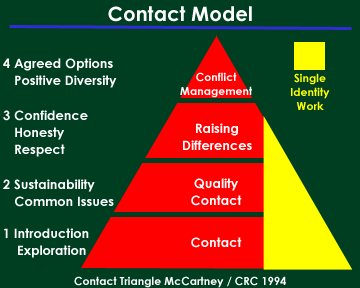 Contact Model
4 Agreed Options
Positive Diversity
Conflict
Management
Single
Identity
Work
3 Confidence
Honesty
Respect
Raising
Differences
2 Sustainability
Common Issues
Quality
Contact
1 Introduction
Exploration
Contact
Contact Triangle McCartney / CRC 1994